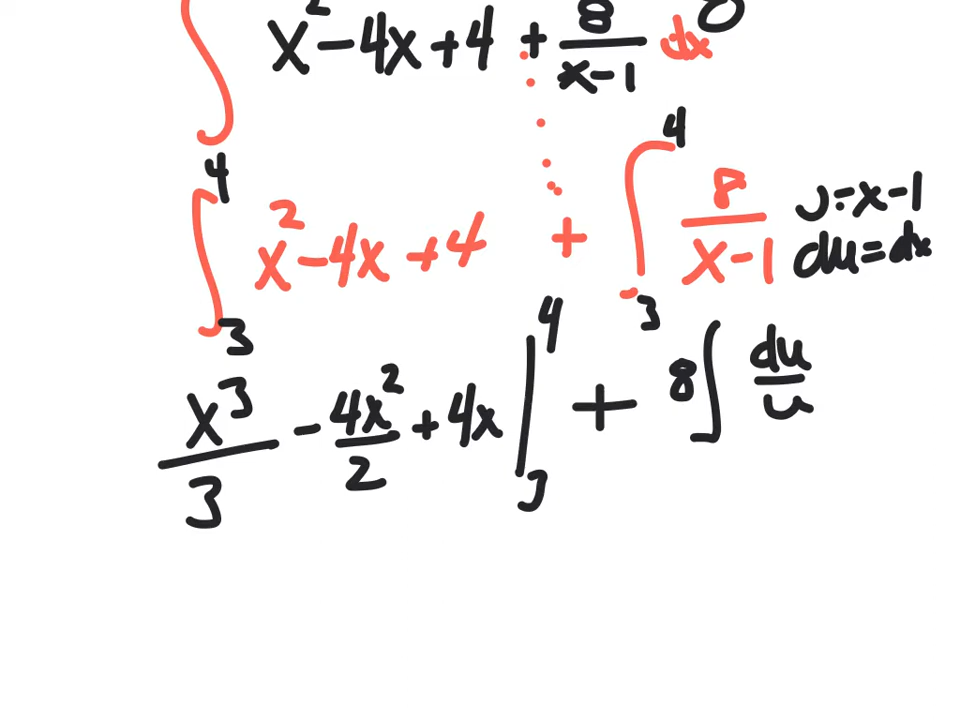 ∫ x² - 4x + 4 + 8/(x-1) dx
∫₃⁴ x² - 4x + 4 + ∫₃⁴ 8/(x-1) u = x - 1
du = dx
x³/3 - 4x²/2 + 4x |₃⁴ + 8∫ du/u